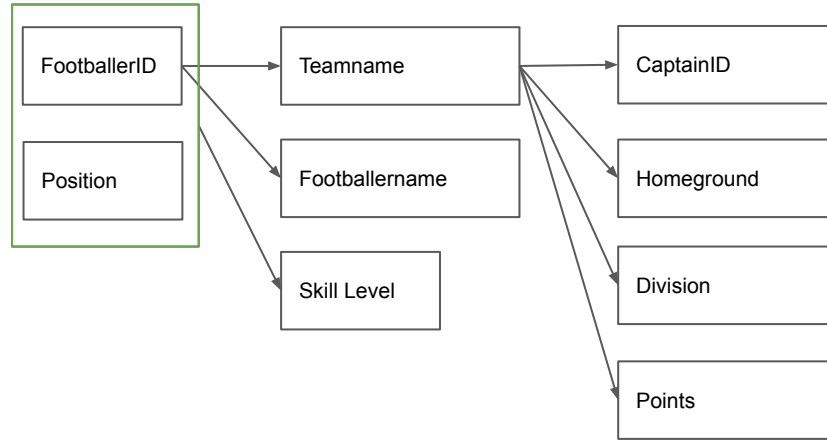 FootballerID
Teamname
CaptainID
Position
Footballername
Homeground
Skill Level
Division
Points